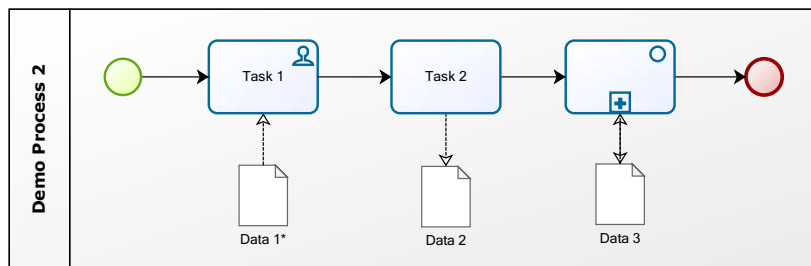 Demo Process 2
Task 1
Task 2
Data 1*
Data 2
Data 3